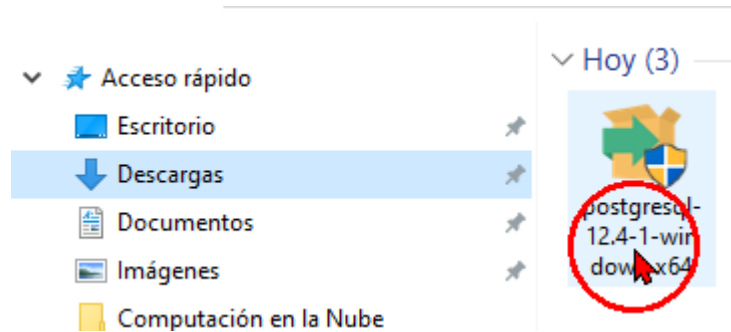 Acceso rápido
Escritorio
Descargas
Documentos
Imágenes
Computación en la Nube
Hoy (3)
postgresql-
12.4-1-win
dows-x64